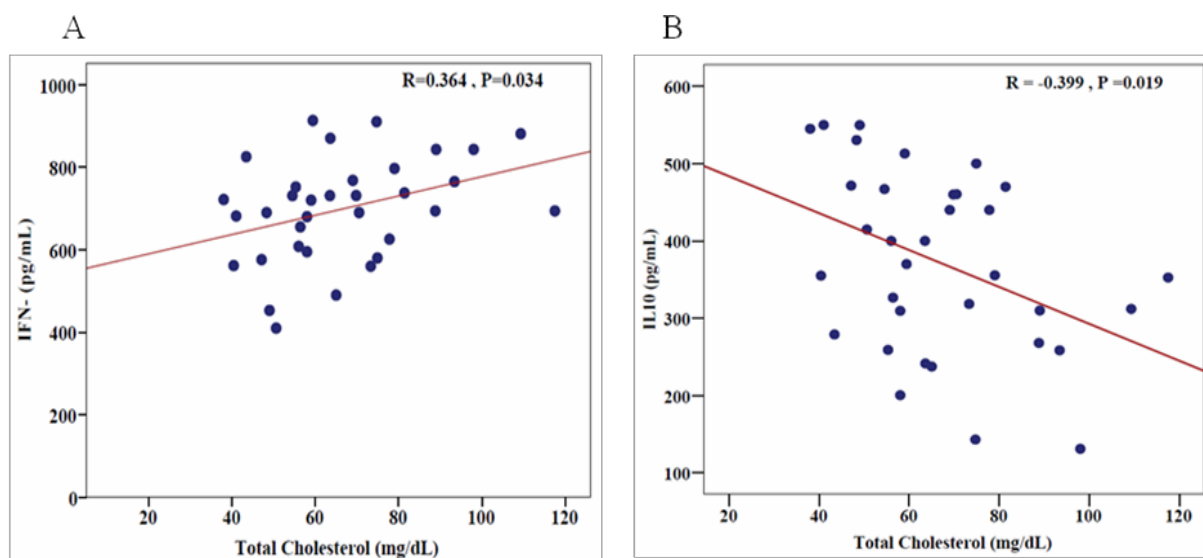 A
R=0.364 , P=0.034
1000
800
600
400
200
0
IFN- (pg/mL)
20 40 60 80 100 120
Total Cholesterol (mg/dL)
B
R = -0.399 , P =0.019
600
500
400
300
200
100
IL10 (pg/mL)
20 40 60 80 100 120
Total Cholesterol (mg/dL)